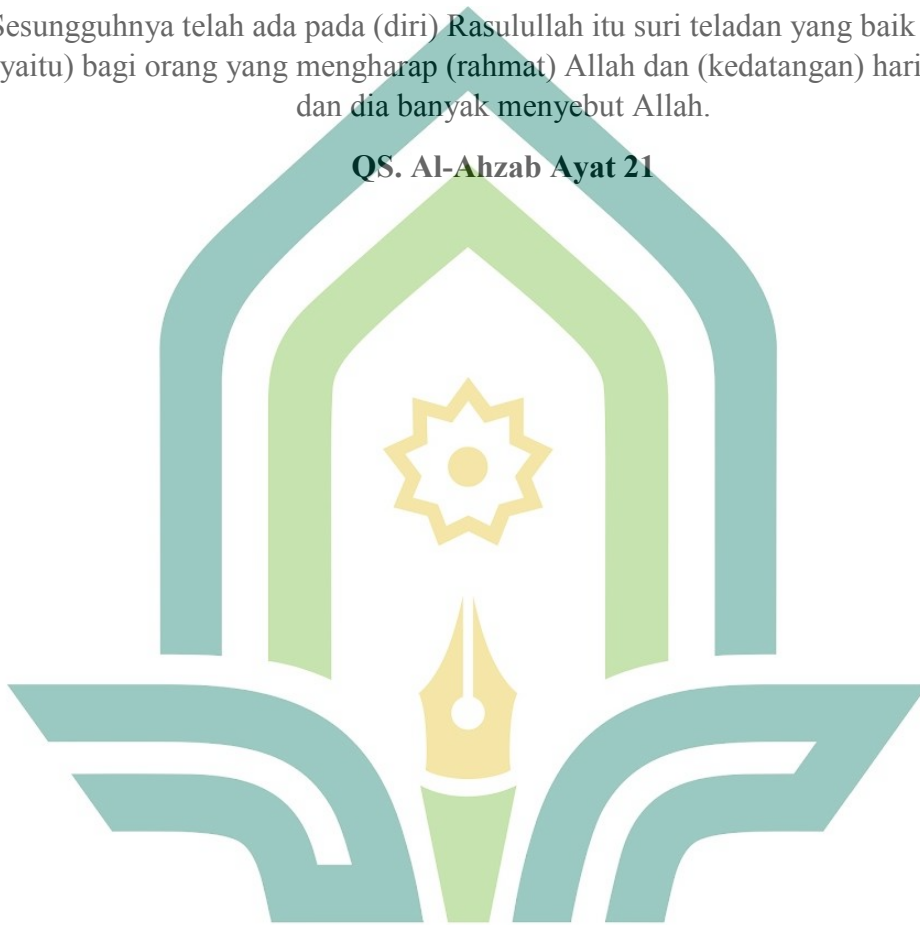 Sesungguhnya telah ada pada (diri) Rasulullah itu suri teladan yang baik
yaitu) bagi orang yang mengharap (rahmat) Allah dan (kedatangan) hari
dan dia banyak menyebut Allah.
QS. Al-Ahzab Ayat 21